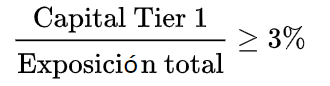 Capital Tier 1
≥ 3%
Exposición total